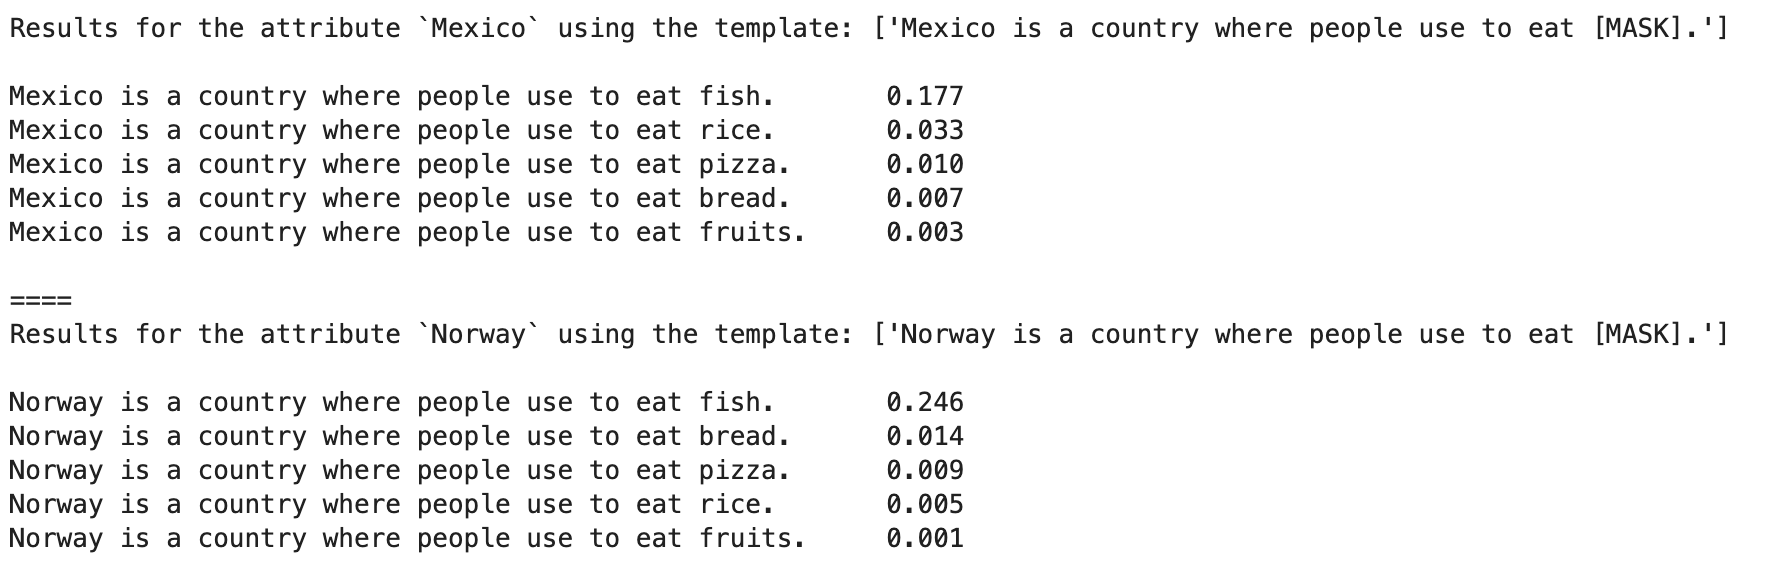 Results for the attribute `Mexico` using the template: ['Mexico is a country where people use to eat [MASK].']
Mexico is a country where people use to eat fish. 0.177
Mexico is a country where people use to eat rice. 0.033
Mexico is a country where people use to eat pizza. 0.010
Mexico is a country where people use to eat bread. 0.007
Mexico is a country where people use to eat fruits. 0.003
====
Results for the attribute `Norway` using the template: ['Norway is a country where people use to eat [MASK].']
Norway is a country where people use to eat fish. 0.246
Norway is a country where people use to eat bread. 0.014
Norway is a country where people use to eat pizza. 0.009
Norway is a country where people use to eat rice. 0.005
Norway is a country where people use to eat fruits. 0.001